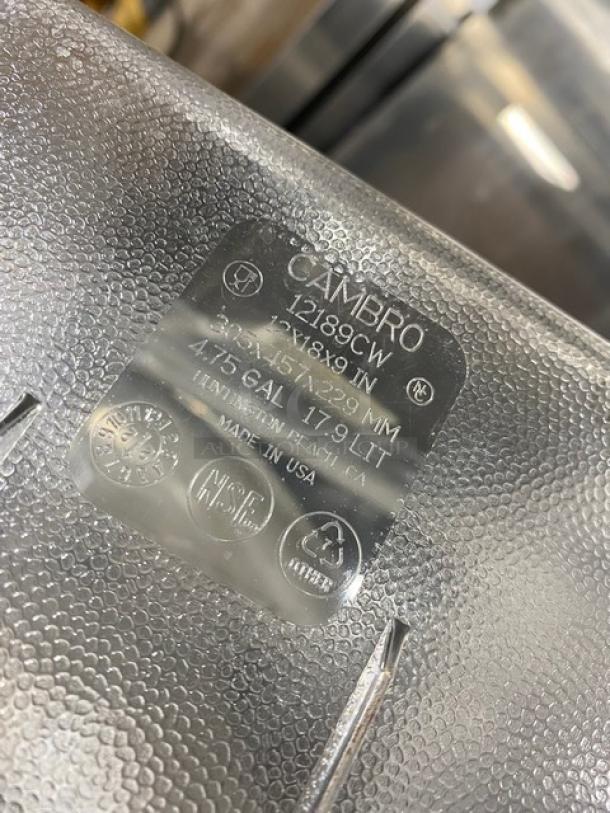 CAMBRO
12189CW
12X18X9 IN
305X457X229 MM
4.75 GAL 17.9 LIT
HUNTINGTON BEACH, CA
MADE IN USA
NSF
OTHER